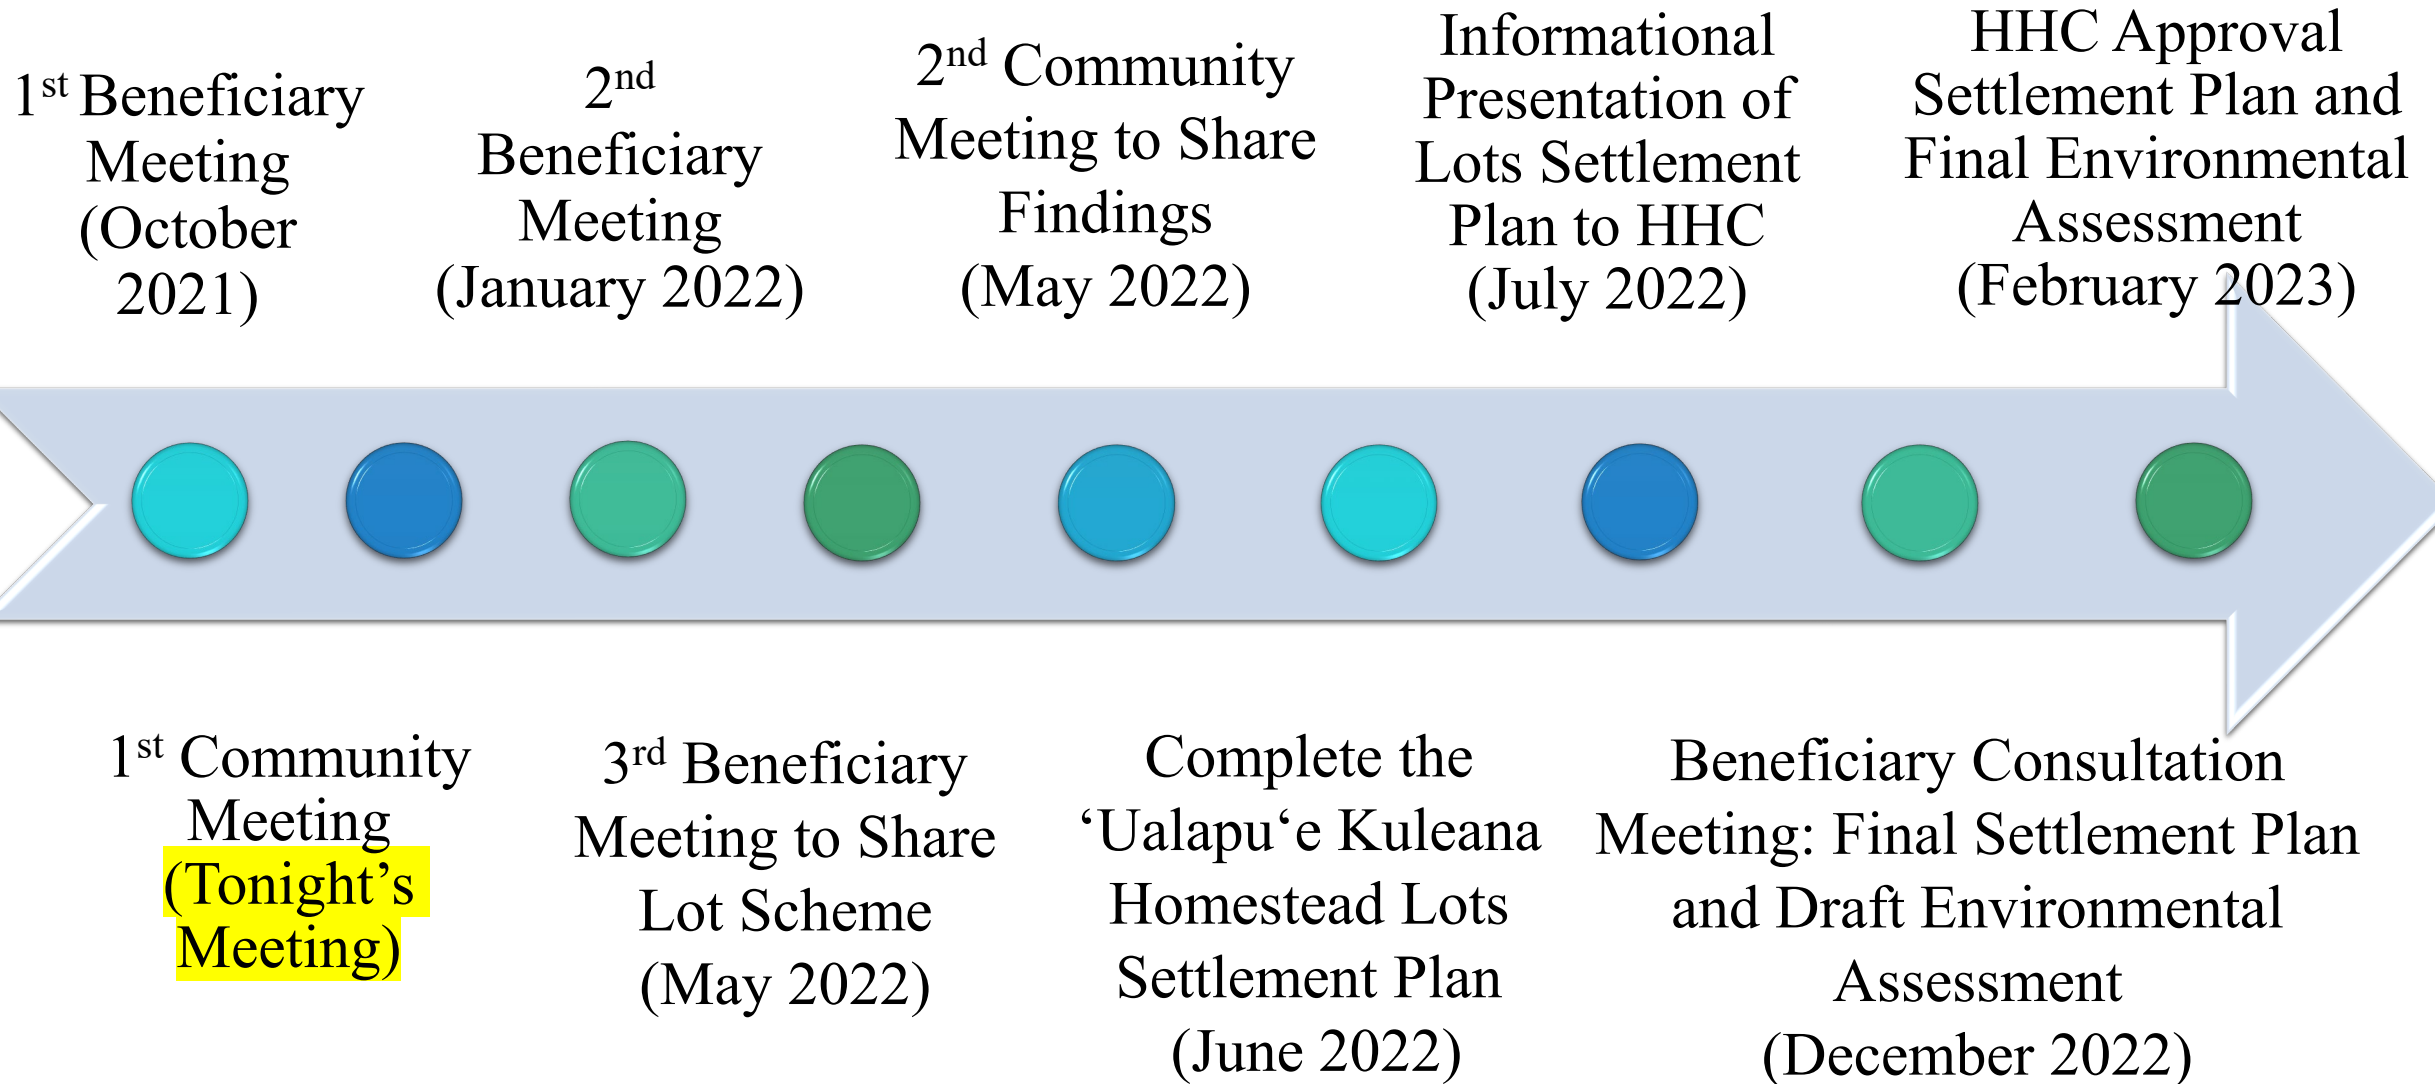 1st Beneficiary
Meeting
(October
2021)
2nd
Beneficiary
Meeting
(January 2022)
2nd Community
Meeting to Share
Findings
(May 2022)
Informational
Presentation of
Lots Settlement
Plan to HHC
(July 2022)
HHC Approval
Settlement Plan and
Final Environmental
Assessment
(February 2023)
1st Community
Meeting
(Tonight’s
Meeting)
3rd Beneficiary
Meeting to Share
Lot Scheme
(May 2022)
Complete the
‘Ualapu‘e Kuleana
Homestead Lots
Settlement Plan
(June 2022)
Beneficiary Consultation
Meeting: Final Settlement Plan
and Draft Environmental
Assessment
(December 2022)